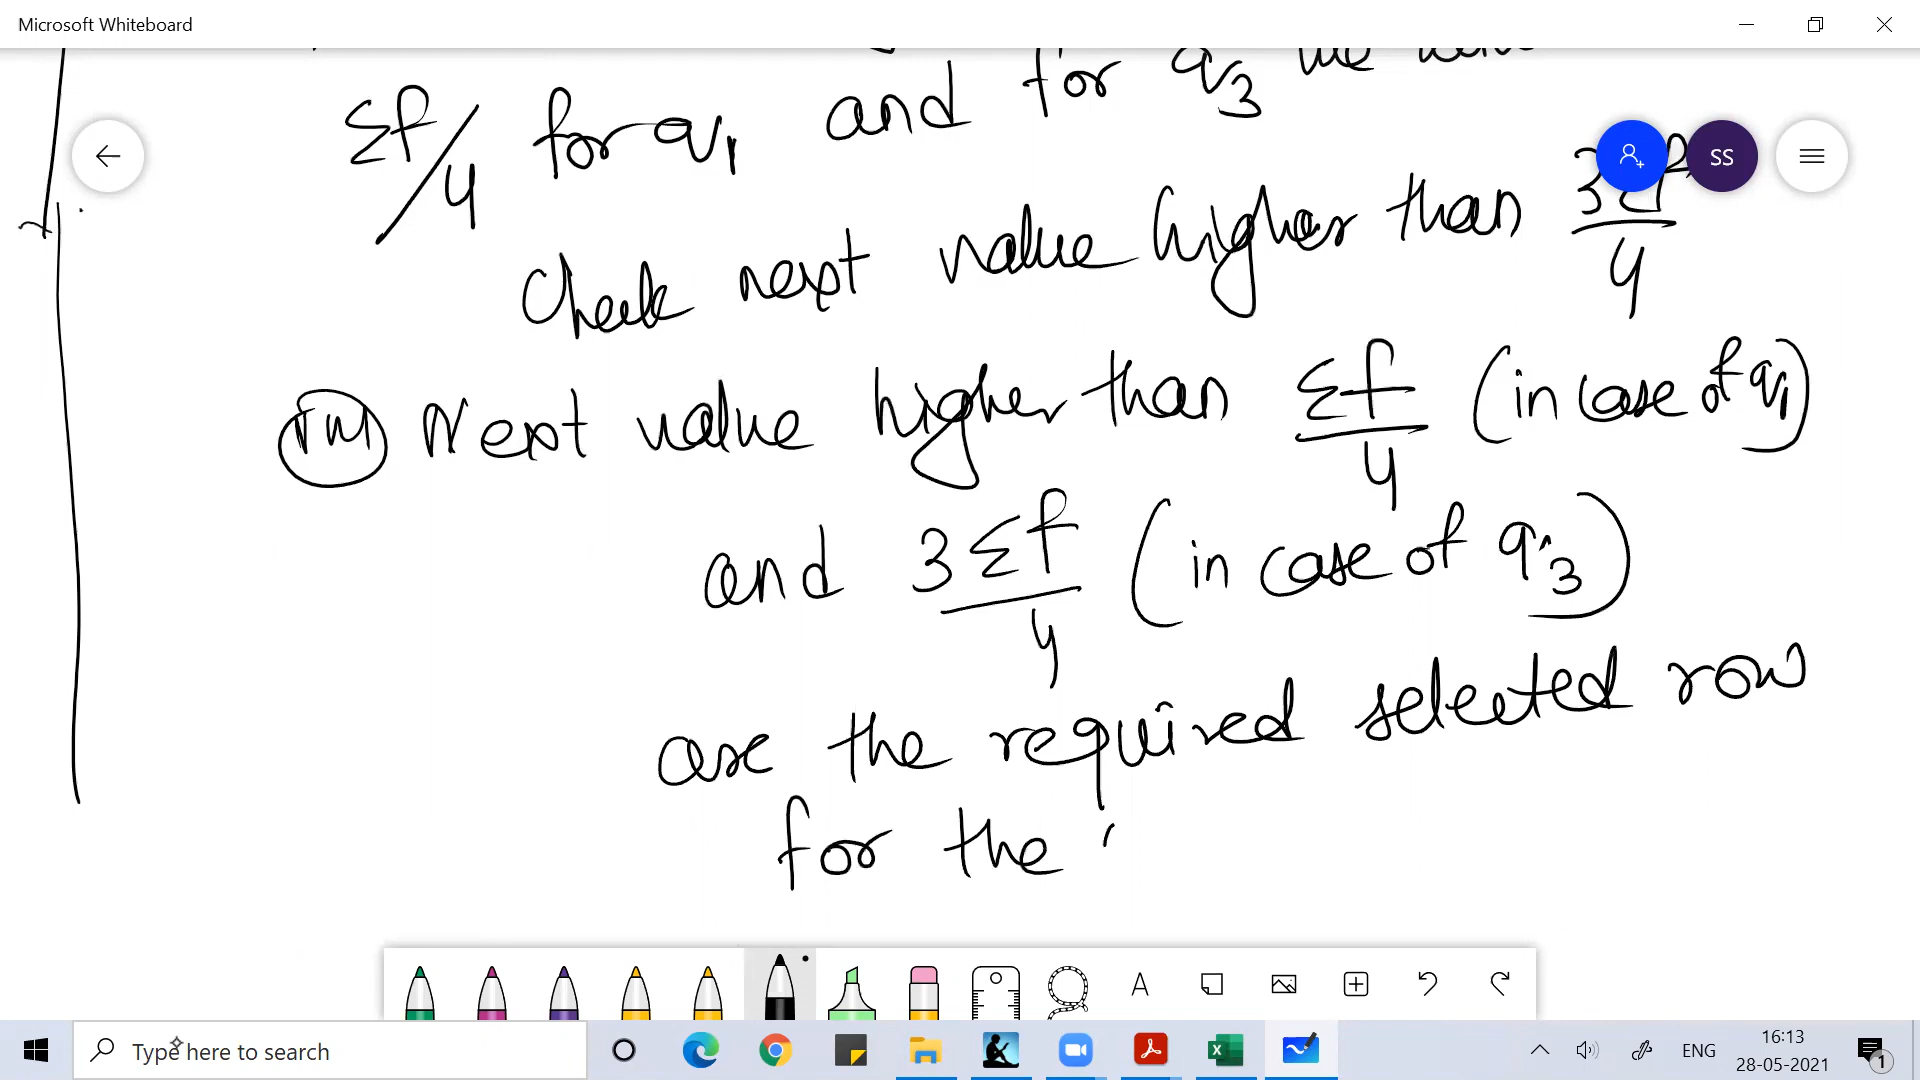 Microsoft Whiteboard
and for q3 we
Σf/4 for q1
SS
Check next value higher than 3Σf/4
Next value higher than Σf/4 (in case of q1)
and 3Σf/4 (in case of q3)
are the required selected row
for the
A
Type here to search
ENG
16:13
28-05-2021
1